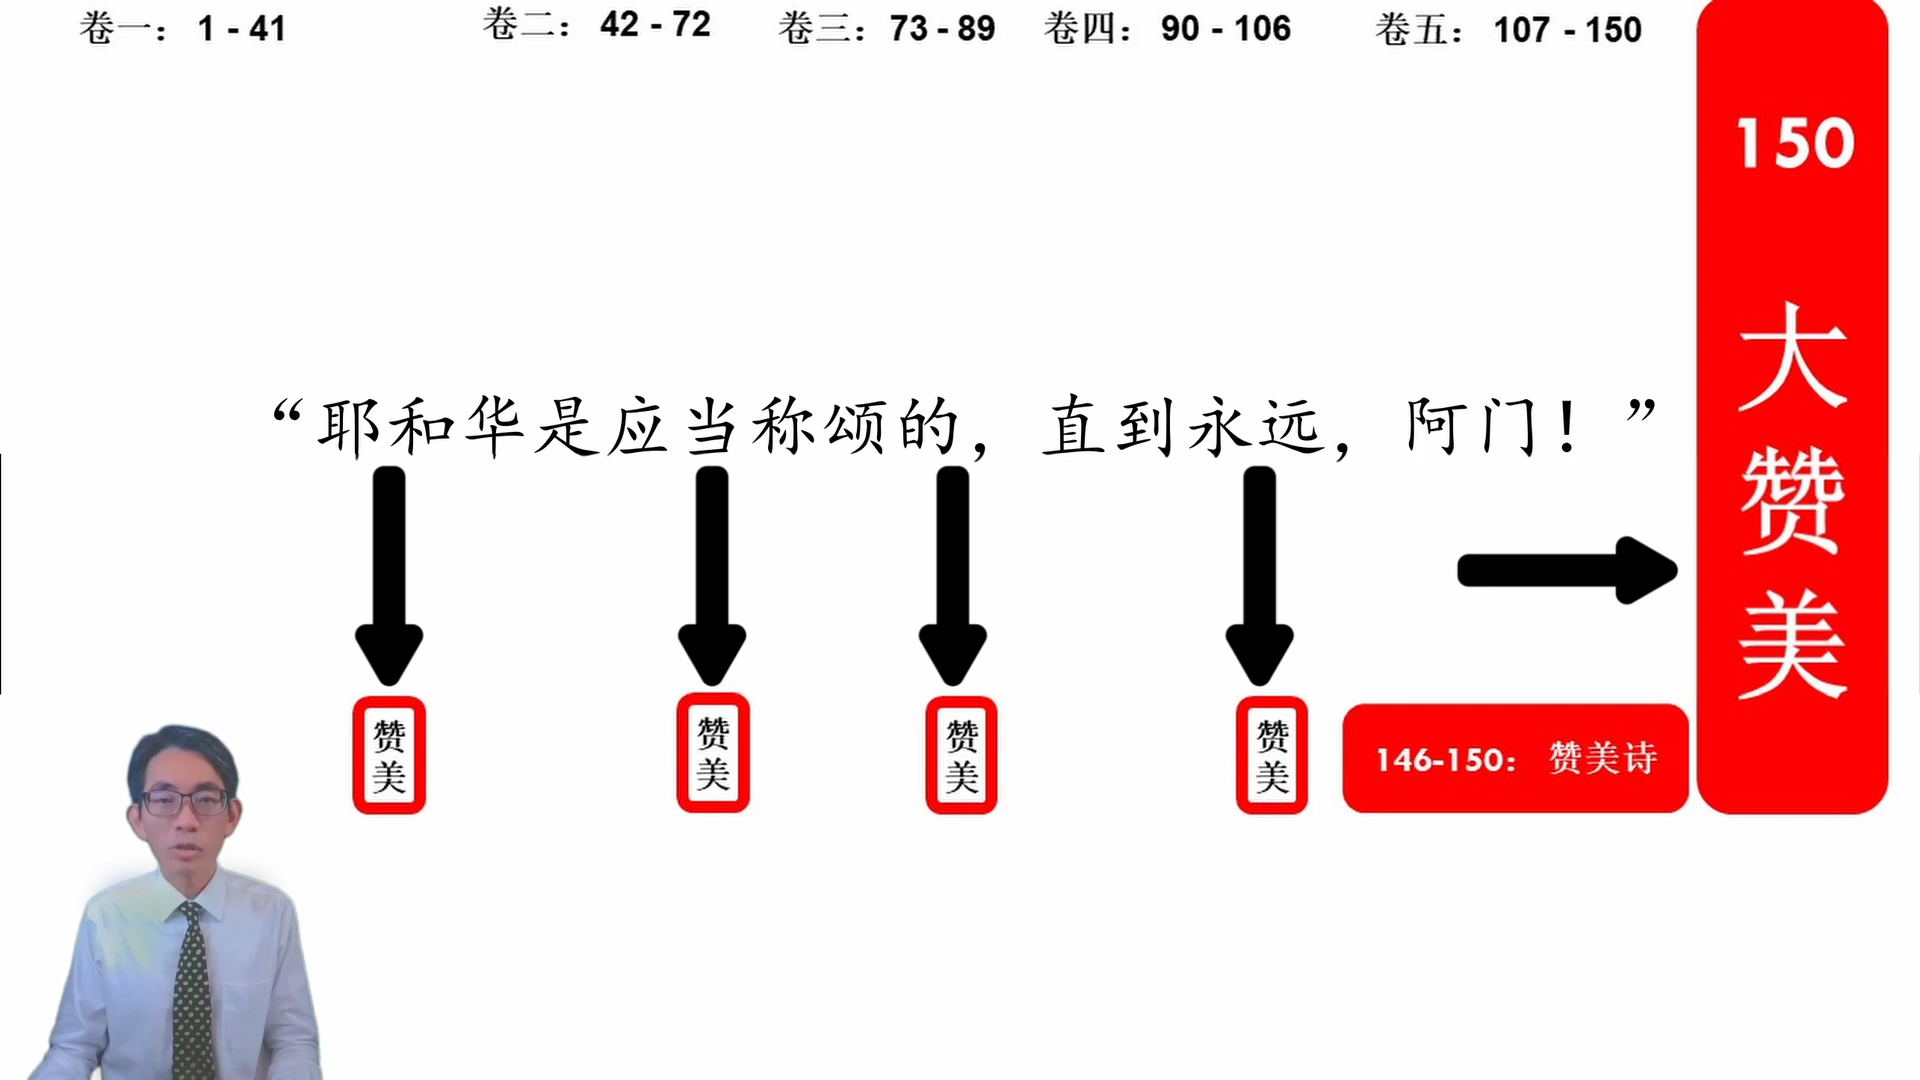 卷一： 1 - 41
卷二： 42 - 72
卷三：73 - 89
卷四： 90 - 106
卷五： 107 - 150
150
大赞美
“耶和华是应当称颂的，直到永远，阿门！”
赞美
赞美
赞美
赞美
146-150： 赞美诗